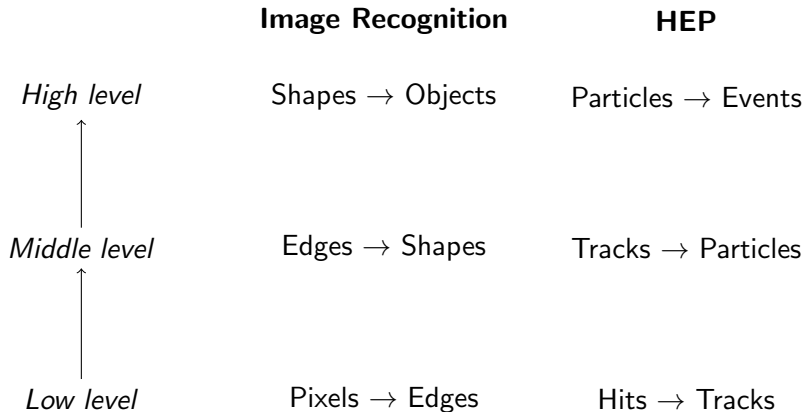 Image Recognition HEP
High level Shapes → Objects Particles → Events
Middle level Edges → Shapes Tracks → Particles
Low level Pixels → Edges Hits → Tracks